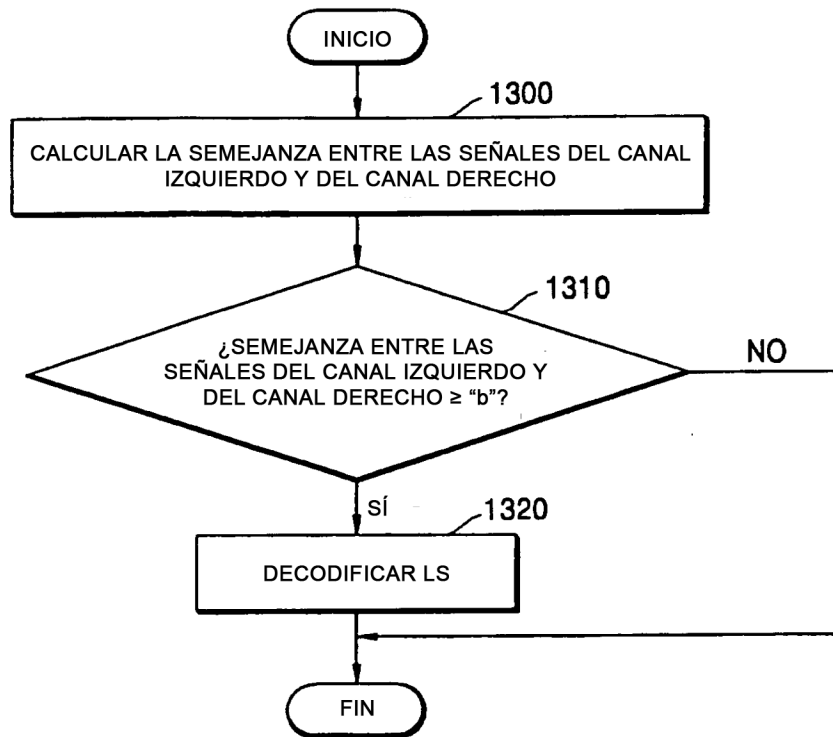 INICIO
1300
CALCULAR LA SEMEJANZA ENTRE LAS SEÑALES DEL CANAL
IZQUIERDO Y DEL CANAL DERECHO
1310
¿SEMEJANZA ENTRE LAS
SEÑALES DEL CANAL IZQUIERDO Y
DEL CANAL DERECHO ≥ “b”?
NO
SÍ
1320
DECODIFICAR LS
FIN